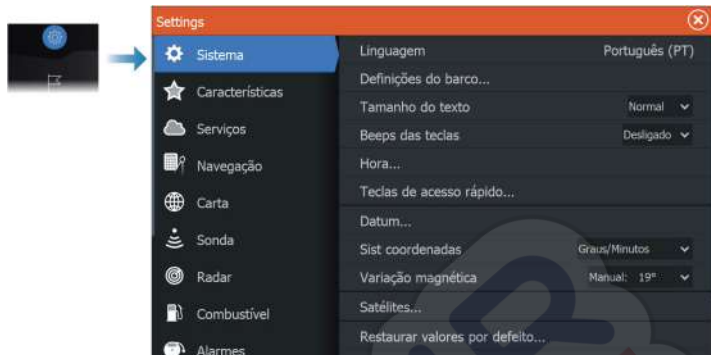 Settings
Sistema
Características
Serviços
Navegação
Carta
Sonda
Radar
Combustível
Alarmes
Linguagem Português (PT)
Definições do barco...
Tamanho do texto Normal
Beeps das teclas Desligado
Hora...
Teclas de acesso rápido...
Datum...
Sist coordenadas Graus/Minutos
Variação magnética Manual: 19°
Satélites...
Restaurar valores por defeito...